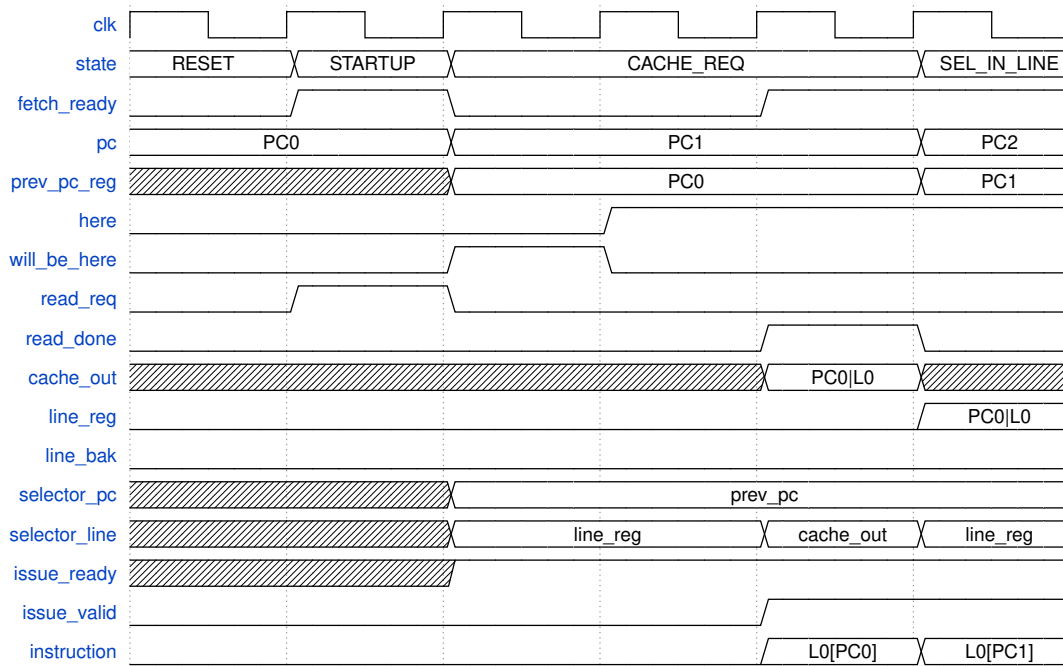 clk
state RESET STARTUP CACHE_REQ SEL_IN_LINE
fetch_ready
pc PC0 PC1 PC2
prev_pc_reg PC0 PC1
here
will_be_here
read_req
read_done
cache_out PC0|L0
line_reg PC0|L0
line_bak
selector_pc prev_pc
selector_line line_reg cache_out line_reg
issue_ready
issue_valid
instruction L0[PC0] L0[PC1]